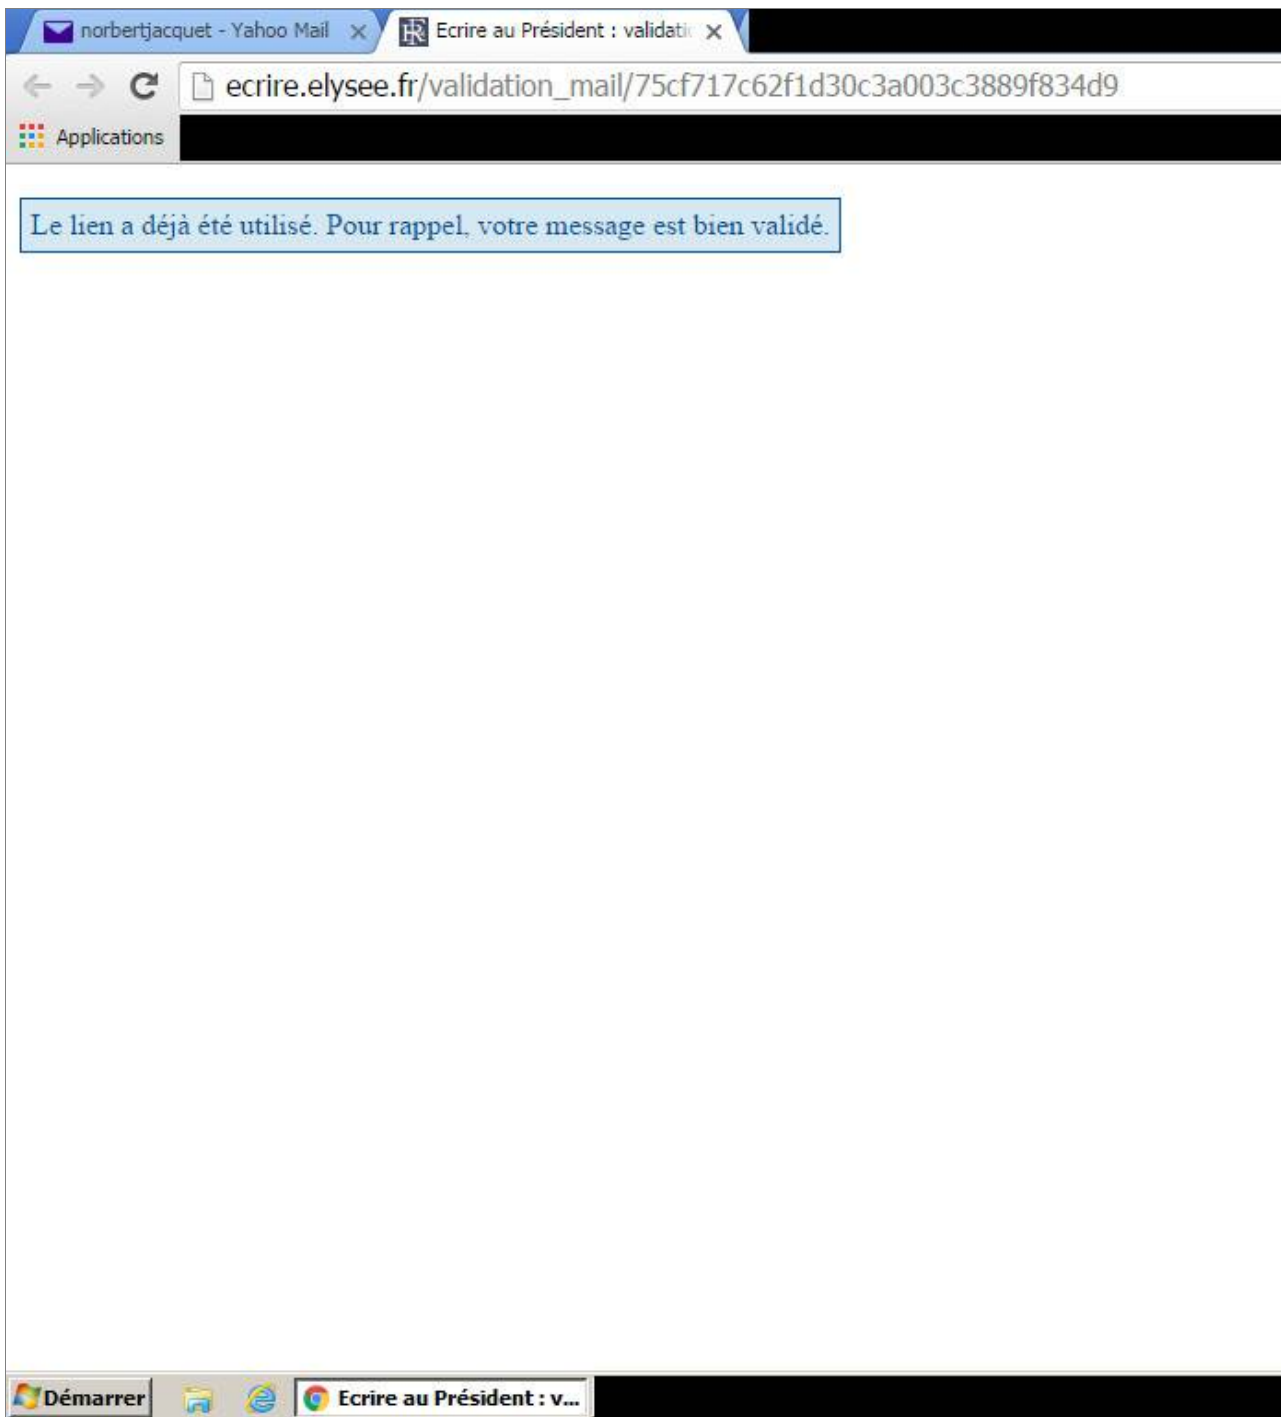 norbertjacquet - Yahoo Mail
Ecrire au Président : validati
ecrire.elysee.fr/validation_mail/75cf717c62f1d30c3a003c3889f834d9
Applications
Le lien a déjà été utilisé. Pour rappel, votre message est bien validé.
Démarrer
Ecrire au Président : v...